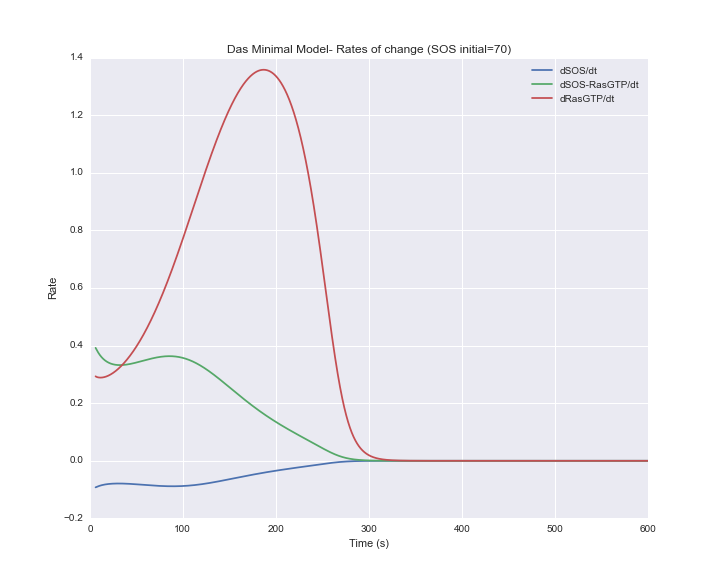 Das Minimal Model- Rates of change (SOS initial=70)
1.4
1.2
1.0
0.8
0.6
0.4
0.2
0.0
−0.2
Rate
dSOS/dt
dSOS-RasGTP/dt
dRasGTP/dt
0 100 200 300 400 500 600
Time (s)